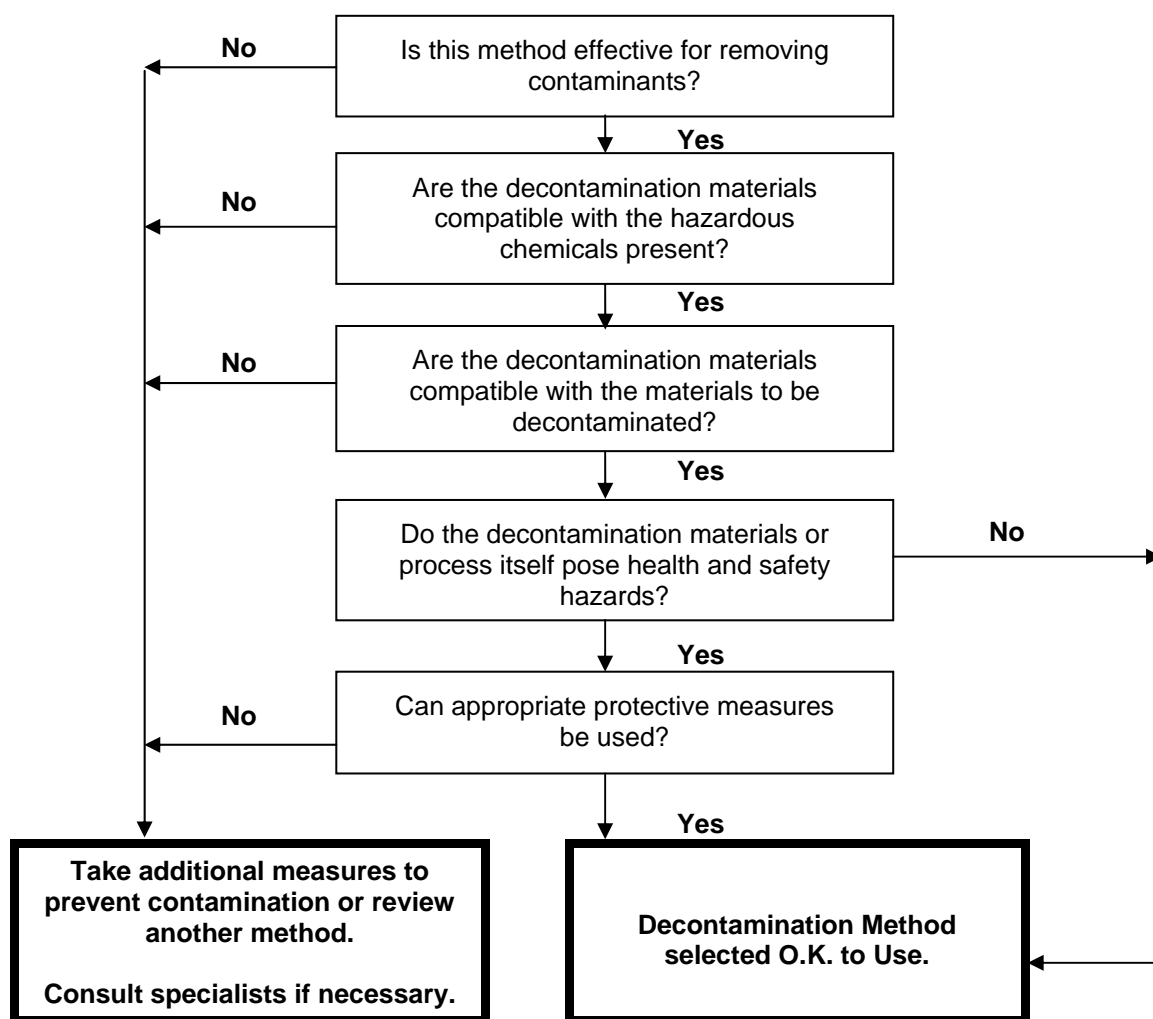 No
Is this method effective for removing
contaminants?
Yes
No
Are the decontamination materials
compatible with the hazardous
chemicals present?
Yes
No
Are the decontamination materials
compatible with the materials to be
decontaminated?
Yes
Do the decontamination materials or
process itself pose health and safety
hazards?
No
Yes
No
Can appropriate protective measures
be used?
Yes
Take additional measures to
prevent contamination or review
another method.
Consult specialists if necessary.
Decontamination Method
selected O.K. to Use.